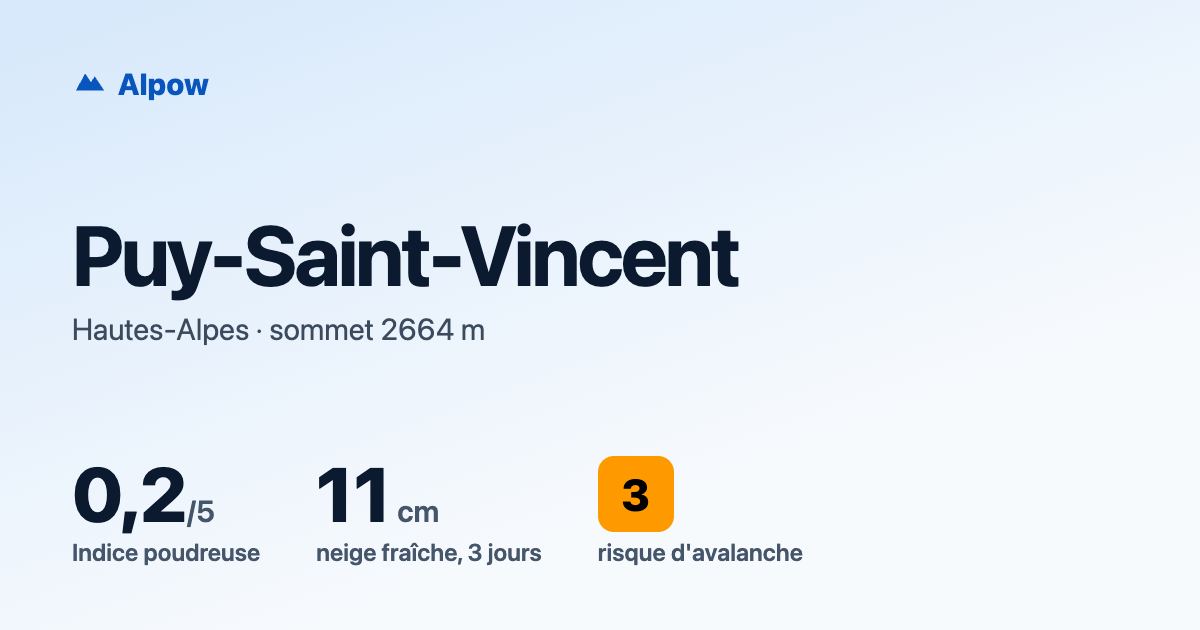 Alpow
Puy-Saint-Vincent
Hautes-Alpes · sommet 2664 m
0,2/5
Indice poudreuse
11 cm
neige fraîche, 3 jours
3
risque d'avalanche